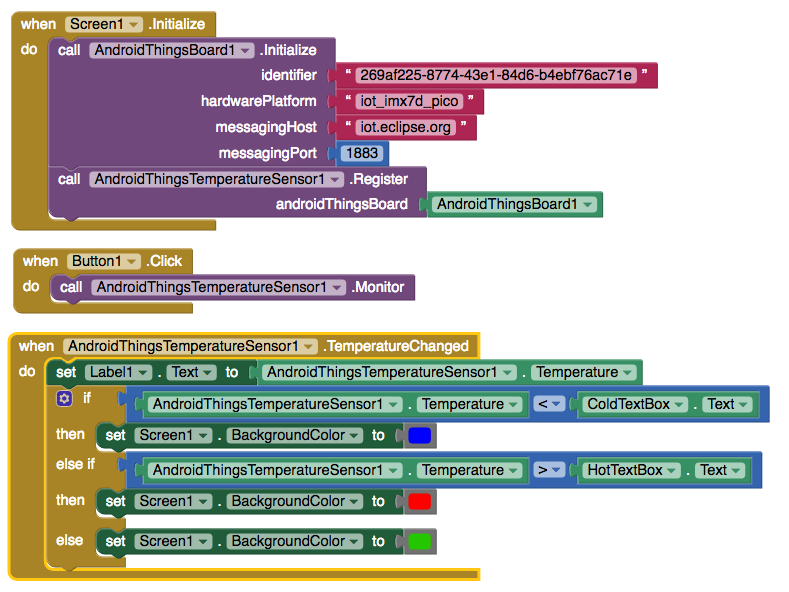 when Screen1 .Initialize
do call AndroidThingsBoard1 .Initialize
identifier " 269af225-8774-43e1-84d6-b4ebf76ac71e "
hardwarePlatform " iot_imx7d_pico "
messagingHost " iot.eclipse.org "
messagingPort 1883
call AndroidThingsTemperatureSensor1 .Register
androidThingsBoard AndroidThingsBoard1
when Button1 .Click
do call AndroidThingsTemperatureSensor1 .Monitor
when AndroidThingsTemperatureSensor1 .TemperatureChanged
do set Label1 . Text to AndroidThingsTemperatureSensor1 . Temperature
if AndroidThingsTemperatureSensor1 . Temperature < ColdTextBox . Text
then set Screen1 . BackgroundColor to
else if AndroidThingsTemperatureSensor1 . Temperature > HotTextBox . Text
then set Screen1 . BackgroundColor to
else set Screen1 . BackgroundColor to